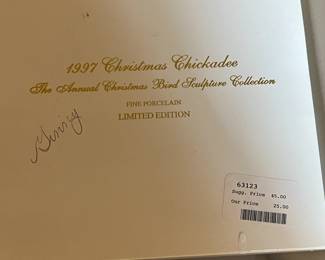 1997 Christmas Chickadee
The Annual Christmas Bird Sculpture Collection
FINE PORCELAIN
LIMITED EDITION
Ginny
63123
Sugg. Price 45.00
Our Price 25.00